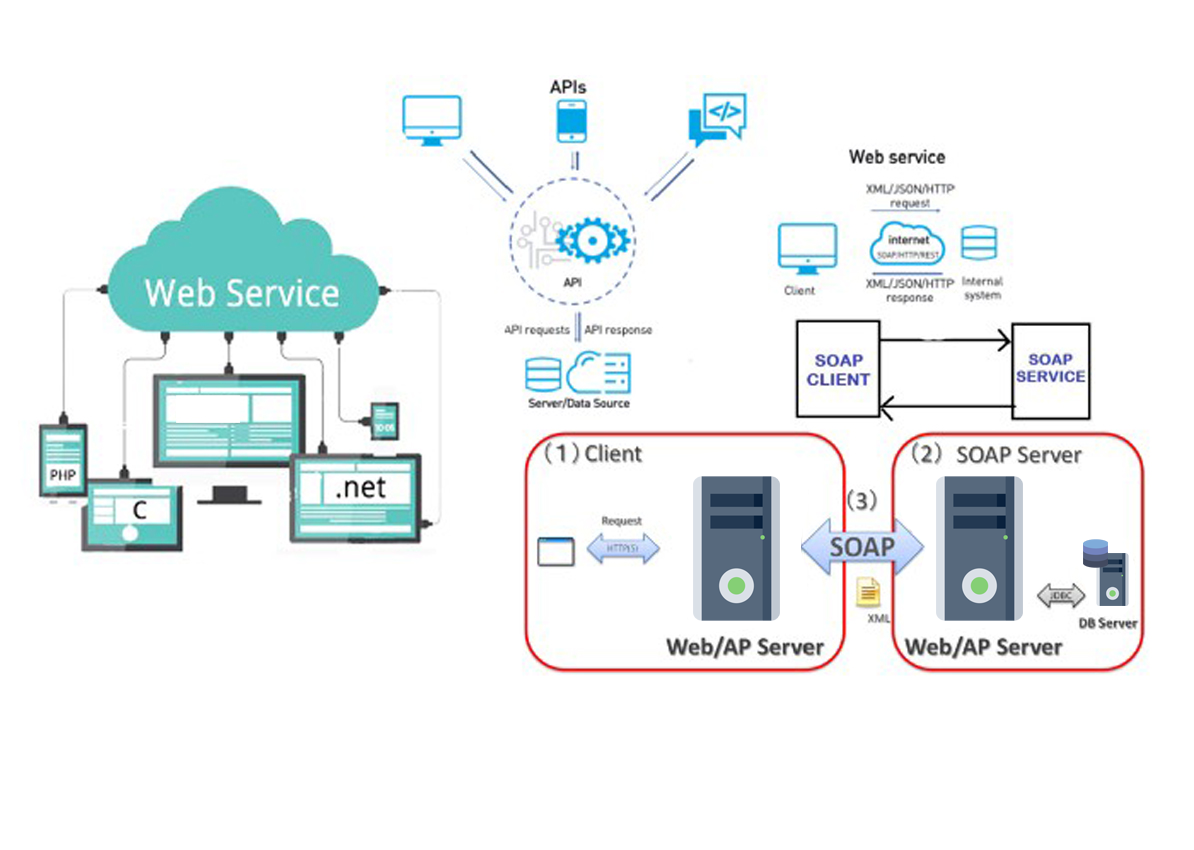 Web Service
PHP
C
.net
10:05
APIs
API
API requests
API response
Server/Data Source
Web service
XML/JSON/HTTP
request
internet
SOAP/HTTP/REST
XML/JSON/HTTP
response
Client
Internal
system
SOAP
CLIENT
SOAP
SERVICE
(1) Client
Request
HTTP(S)
Web/AP Server
(3)
SOAP
XML
(2) SOAP Server
JDBC
DB Server
Web/AP Server